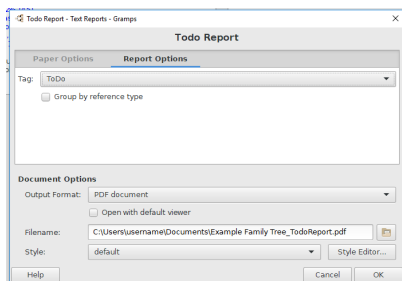 Todo Report - Text Reports - Gramps
Todo Report
Paper Options Report Options
Tag: ToDo
Group by reference type
Document Options
Output Format: PDF document
Open with default viewer
Filename: C:\Users\username\Documents\Example Family Tree_TodoReport.pdf
Style: default Style Editor...
Help Cancel OK